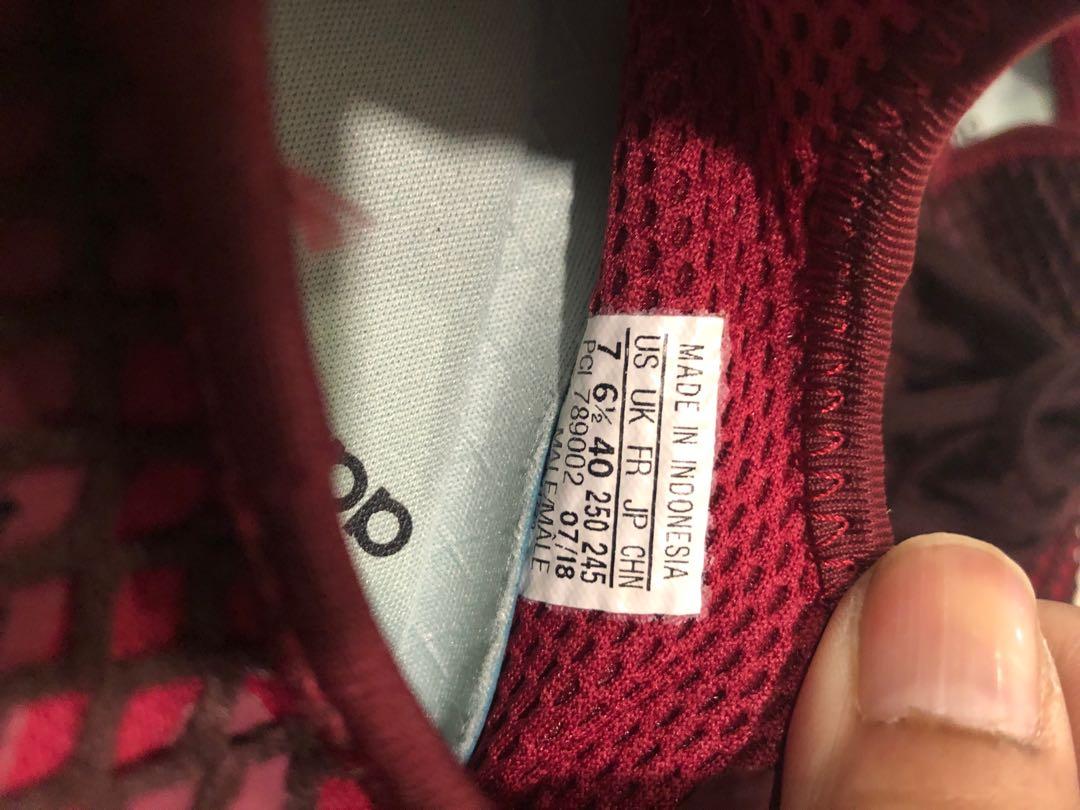 MADE IN INDONESIA
US UK FR JP CHN
7 6½ 40 250 245
PCI 789002 07/18
MALE/MÂLE